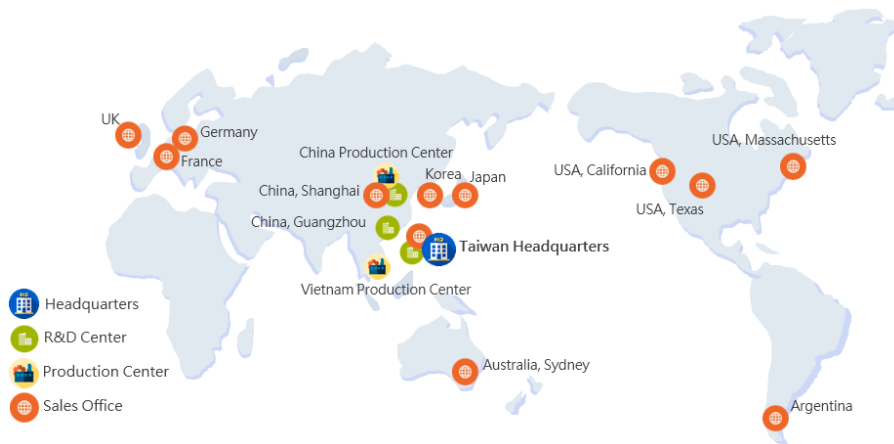 UK
Germany
France
China Production Center
China, Shanghai
Korea
Japan
China, Guangzhou
HQ
Taiwan Headquarters
Vietnam Production Center
USA, Massachusetts
USA, California
USA, Texas
Australia, Sydney
Argentina
Headquarters
R&D Center
Production Center
Sales Office